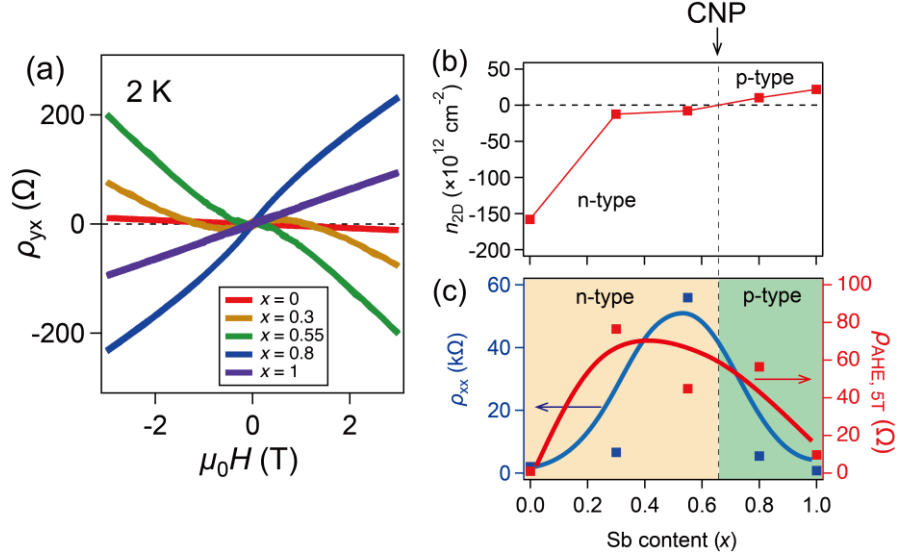 CNP
(a)
2 K
200
0
-200
ρyx (Ω)
-2
0
2
μ0H (T)
x = 0
x = 0.3
x = 0.55
x = 0.8
x = 1
(b)
50
0
-50
-100
-150
-200
n2D (×10^12 cm^-2)
p-type
n-type
(c)
60
40
20
0
ρxx (kΩ)
n-type
p-type
100
80
60
40
20
0
ρAHE, 5T (Ω)
0.0
0.2
0.4
0.6
0.8
1.0
Sb content (x)